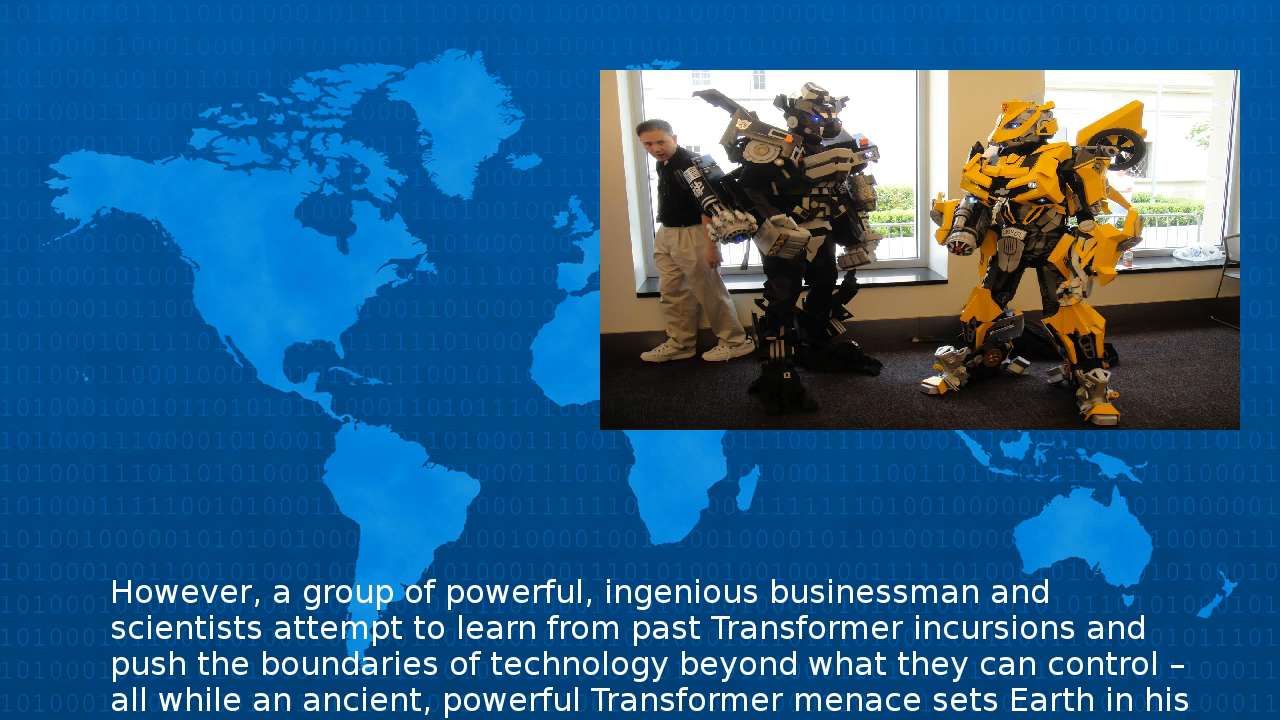 However, a group of powerful, ingenious businessman and
scientists attempt to learn from past Transformer incursions and
push the boundaries of technology beyond what they can control –
all while an ancient, powerful Transformer menace sets Earth in his